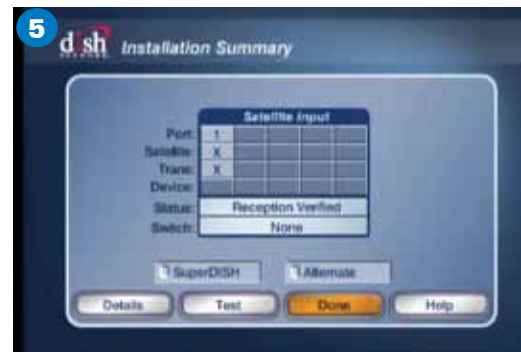 5
dish Installation Summary
NETWORK
Satellite Input
Port: 1
Satellite: X
Trans: X
Device:
Status: Reception Verified
Switch: None
SuperDISH Alternate
Details Test Done Help